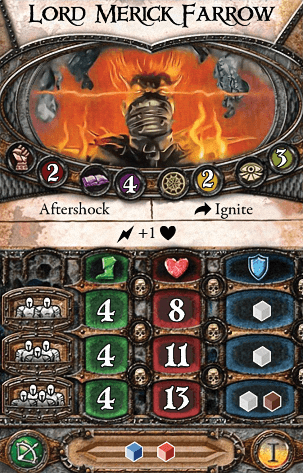 LORD MERICK FARROW
2 4 2 3
Aftershock Ignite
+1
4 8
4 11
4 13
I